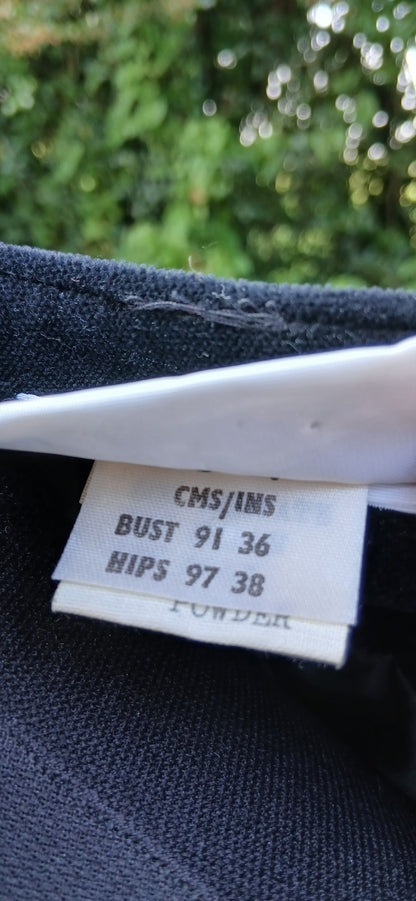 CMS/INS
BUST 91 36
HIPS 97 38
POWDER